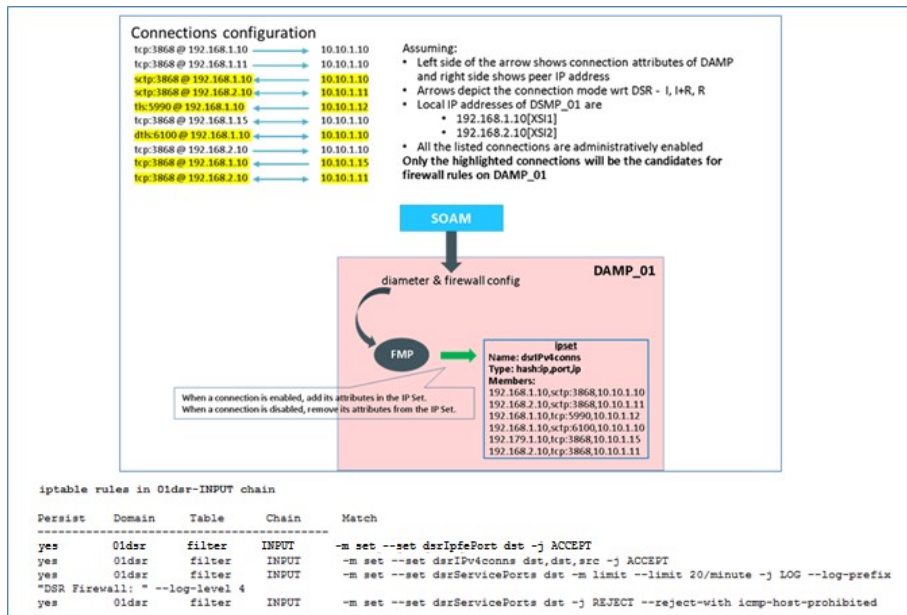 Connections configuration
tcp:3868 @ 192.168.1.10 10.10.1.10
tcp:3868 @ 192.168.1.11 10.10.1.10
sctp:3868 @ 192.168.1.10 10.10.1.10
sctp:3868 @ 192.168.2.10 10.10.1.11
tls:5990 @ 192.168.1.10 10.10.1.12
tcp:3868 @ 192.168.1.15 10.10.1.10
dtls:6100 @ 192.168.1.10 10.10.1.10
tcp:3868 @ 192.168.2.10 10.10.1.10
tcp:3868 @ 192.168.1.10 10.10.1.15
tcp:3868 @ 192.168.2.10 10.10.1.11
Assuming:
• Left side of the arrow shows connection attributes of DAMP
and right side shows peer IP address
• Arrows depict the connection mode wrt DSR - I, I+R, R
• Local IP addresses of DSMP_01 are
• 192.168.1.10[XSI1]
• 192.168.2.10[XSI2]
• All the listed connections are administratively enabled
Only the highlighted connections will be the candidates for
firewall rules on DAMP_01
SOAM
DAMP_01
diameter & firewall config
FMP
When a connection is enabled, add its attributes in the IP Set.
When a connection is disabled, remove its attributes from the IP Set.
ipset
Name: dsrIPv4conns
Type: hash:ip,port,ip
Members:
192.168.1.10,sctp:3868,10.10.1.10
192.168.2.10,sctp:3868,10.10.1.11
192.168.1.10,tcp:5990,10.10.1.12
192.168.1.10,sctp:6100,10.10.1.10
192.179.1.10,tcp:3868,10.10.1.15
192.168.2.10,tcp:3868,10.10.1.11
iptable rules in 01dsr-INPUT chain
Persist Domain Table Chain Match
----------------------------------------
yes 01dsr filter INPUT -m set --set dsrIpfePort dst -j ACCEPT
yes 01dsr filter INPUT -m set --set dsrIPv4conns dst,dst,src -j ACCEPT
yes 01dsr filter INPUT -m set --set dsrServicePorts dst -m limit --limit 20/minute -j LOG --log-prefix
"DSR Firewall: " --log-level 4
yes 01dsr filter INPUT -m set --set dsrServicePorts dst -j REJECT --reject-with icmp-host-prohibited